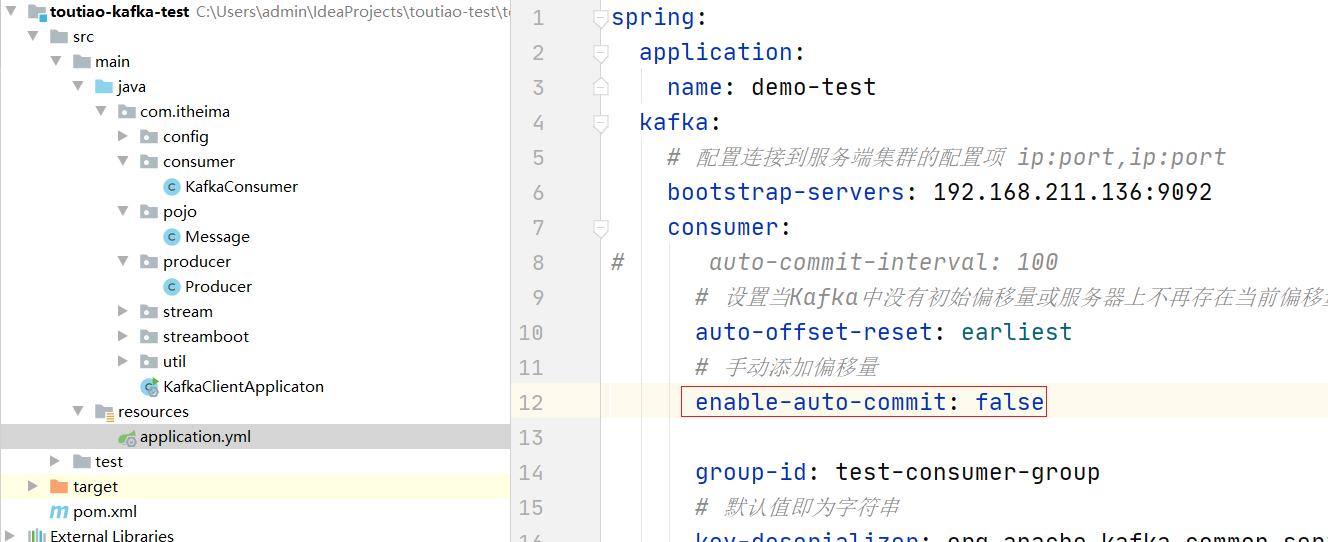 toutiao-kafka-test C:\Users\admin\IdeaProjects\toutiao-test\t
src
main
java
com.itheima
config
consumer
KafkaConsumer
pojo
Message
producer
Producer
stream
streamboot
util
KafkaClientApplicaton
resources
application.yml
test
target
pom.xml
External Libraries
1 spring:
2 application:
3 name: demo-test
4 kafka:
5 # 配置连接到服务端集群的配置项 ip:port,ip:port
6 bootstrap-servers: 192.168.211.136:9092
7 consumer:
8 # auto-commit-interval: 100
9 # 设置当Kafka中没有初始偏移量或服务器上不再存在当前偏移
10 auto-offset-reset: earliest
11 # 手动添加偏移量
12 enable-auto-commit: false
13
14 group-id: test-consumer-group
15 # 默认值即为字符串
16 key-deserializer: org.apache.kafka.common.ser